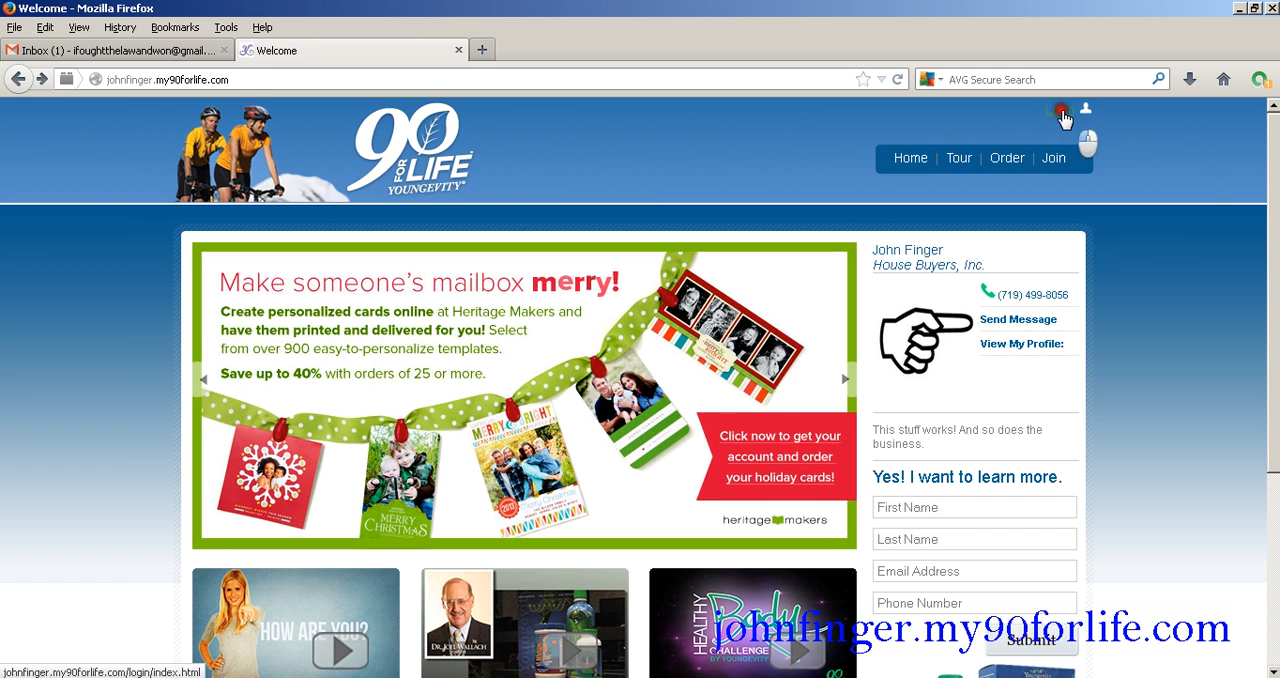 Welcome - Mozilla Firefox
File Edit View History Bookmarks Tools Help
Inbox (1) - ifoughtthelawandwon@gmail....
Welcome
johnfinger.my90forlife.com
AVG Secure Search
90
FOR
LIFE
YOUNGEVITY
Home | Tour | Order | Join
Make someone's mailbox merry!
Create personalized cards online at Heritage Makers and
have them printed and delivered for you! Select
from over 900 easy-to-personalize templates.
Save up to 40% with orders of 25 or more.
MERRY & BRIGHT
MERRY
CHRISTMAS
2013
Merry Christmas
Click now to get your
account and order
your holiday cards!
heritage makers
John Finger
House Buyers, Inc.
(719) 499-8056
Send Message
View My Profile:
This stuff works! And so does the
business.
Yes! I want to learn more.
First Name
Last Name
Email Address
Phone Number
Submit
HOW ARE YOU?
DR. JOEL WALLACH
HEALTHY
Body
CHALLENGE
BY YOUNGEVITY
90
johnfinger.my90forlife.com
johnfinger.my90forlife.com/login/index.html